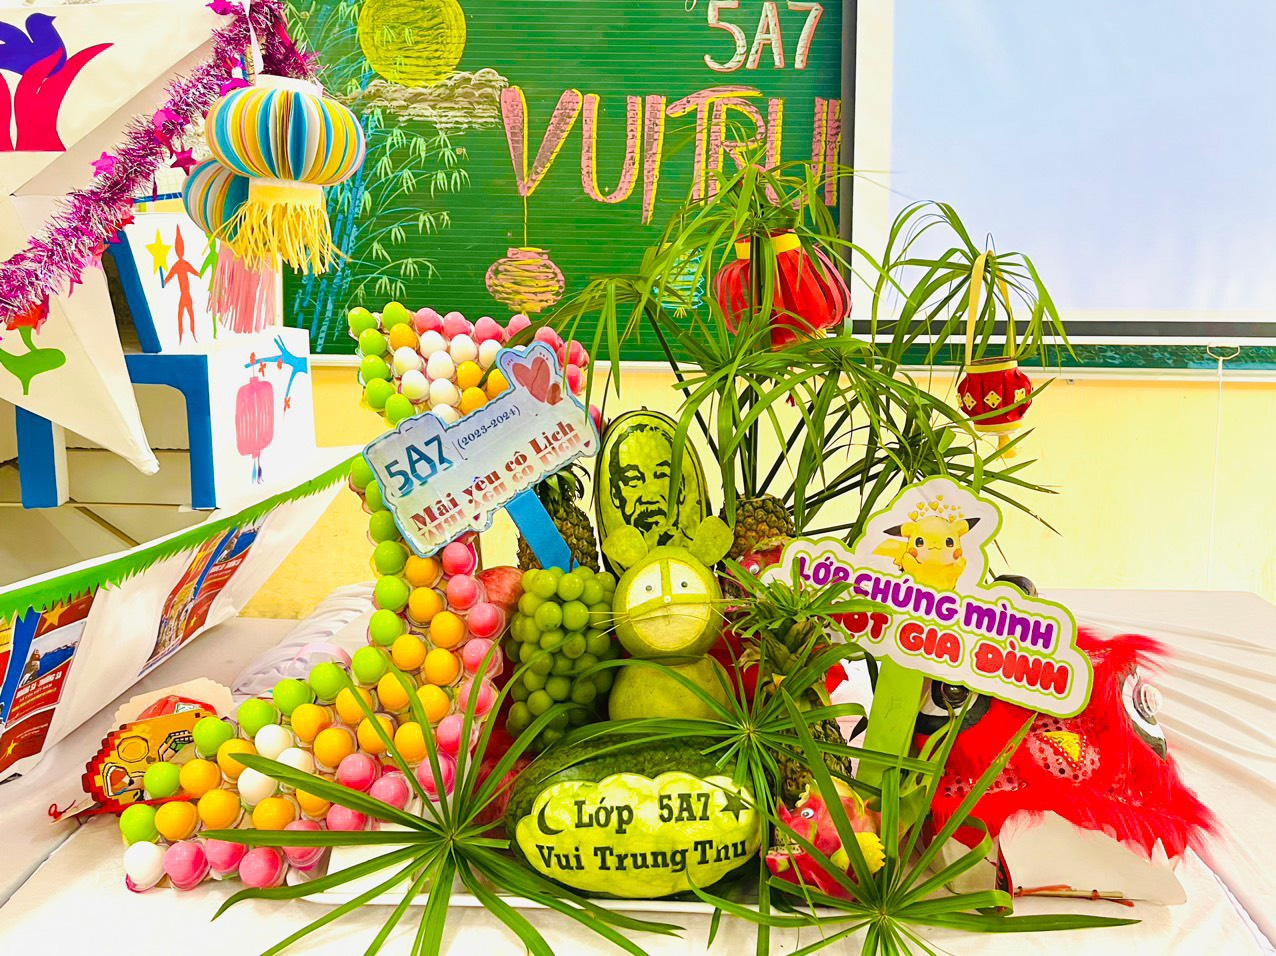 5A7
VUI TRU
5A7 (2023-2024)
Mãi yêu cô Lịch
LỚP CHÚNG MÌNH
MỘT GIA ĐÌNH
Lớp 5A7
Vui Trung Thu